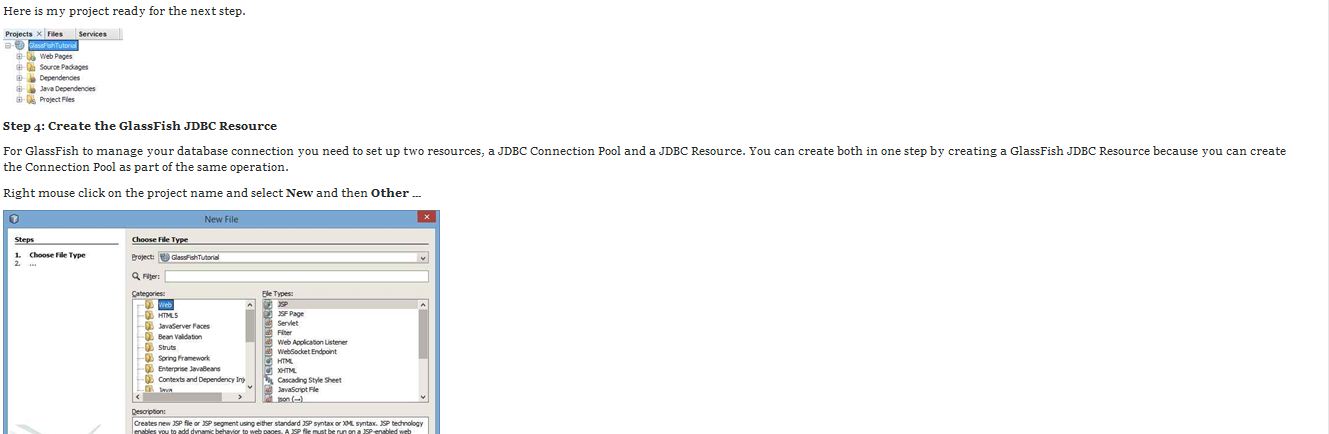 Here is my project ready for the next step.
Projects × Files Services
GlassFishTutorial
Web Pages
Source Packages
Dependencies
Java Dependencies
Project Files
Step 4: Create the GlassFish JDBC Resource
For GlassFish to manage your database connection you need to set up two resources, a JDBC Connection Pool and a JDBC Resource. You can create both in one step by creating a GlassFish JDBC Resource because you can create
the Connection Pool as part of the same operation.
Right mouse click on the project name and select New and then Other ...
New File
Steps
1. Choose File Type
2. ...
Choose File Type
Project: GlassFishTutorial
Filter:
Categories:
Web
HTML5
JavaServer Faces
Bean Validation
Struts
Spring Framework
Enterprise JavaBeans
Contexts and Dependency Inj
Java
File Types:
JSP
JSF Page
Servlet
Filter
Web Application Listener
WebSocket Endpoint
HTML
XHTML
Cascading Style Sheet
JavaScript File
json (...)
Description:
Creates new JSP file or JSP segment using either standard JSP syntax or XML syntax. JSP technology
enables you to add dynamic behavior to web pages. A JSP file must be run on a JSP-enabled web